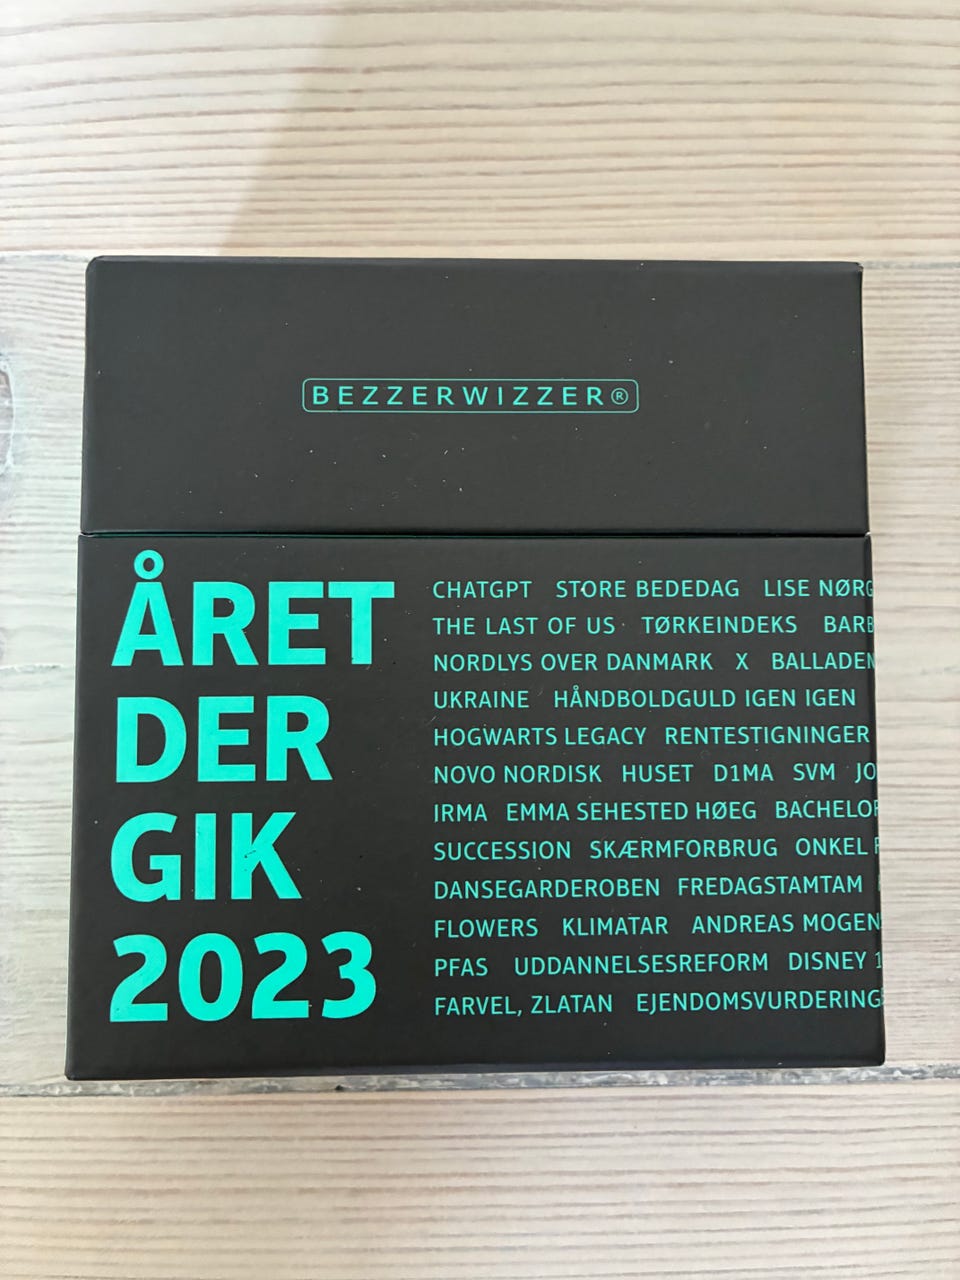 BEZZERWIZZER®
ÅRET
DER
GIK
2023
CHATGPT STORE BEDEDAG LISE
THE LAST OF US TØRKEINDEKS
NORDLYS OVER DANMARK X
UKRAINE HÅNDBOLDGULD IGEN IGEN
HOGWARTS LEGACY RENTESTIGNINGER
NOVO NORDISK HUSET D1MA SVM
IRMA EMMA SEHESTED HØEG
SUCCESSION SKÆRMFORBRUG ONKEL
DANSEGARDEROBEN FREDAGSTAMTAM
FLOWERS KLIMATAR ANDREAS
PFAS UDDANNELSESREFORM DISNEY
FARVEL, ZLATAN EJENDOMSVURDERING